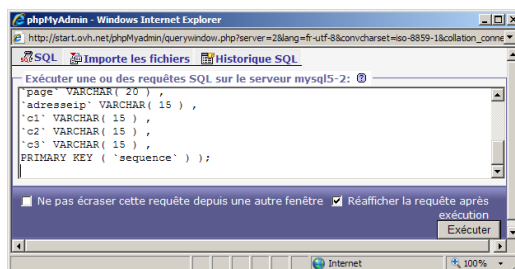 phpMyAdmin - Windows Internet Explorer
http://start.ovh.net/phpMyadmin/querywindow.php?server=2&lang=fr-utf-8&convcharset=iso-8859-1&collation_conne
SQL Importe les fichiers Historique SQL
Exécuter une ou des requêtes SQL sur le serveur mysql5-2:
`page` VARCHAR( 20 ) ,
`adresseip` VARCHAR( 15 ) ,
`c1` VARCHAR( 15 ) ,
`c2` VARCHAR( 15 ) ,
`c3` VARCHAR( 15 ) ,
PRIMARY KEY ( `sequence` ) );
Ne pas écraser cette requête depuis une autre fenêtre Réafficher la requête après
exécution
Exécuter
Internet 100%